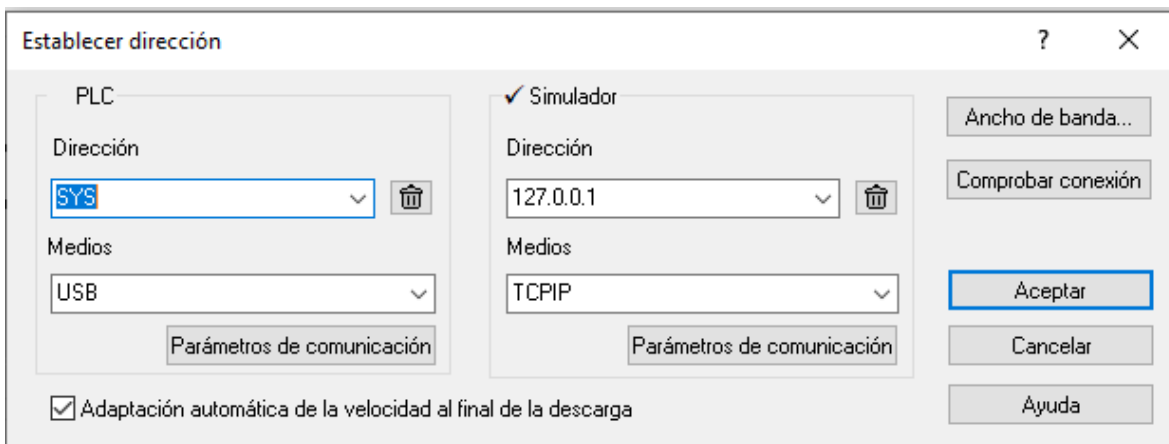 Establecer dirección
?
X
PLC
Dirección
SYS
Medios
USB
Parámetros de comunicación
✓ Simulador
Dirección
127.0.0.1
Medios
TCPIP
Parámetros de comunicación
Ancho de banda...
Comprobar conexión
Aceptar
Cancelar
Ayuda
Adaptación automática de la velocidad al final de la descarga